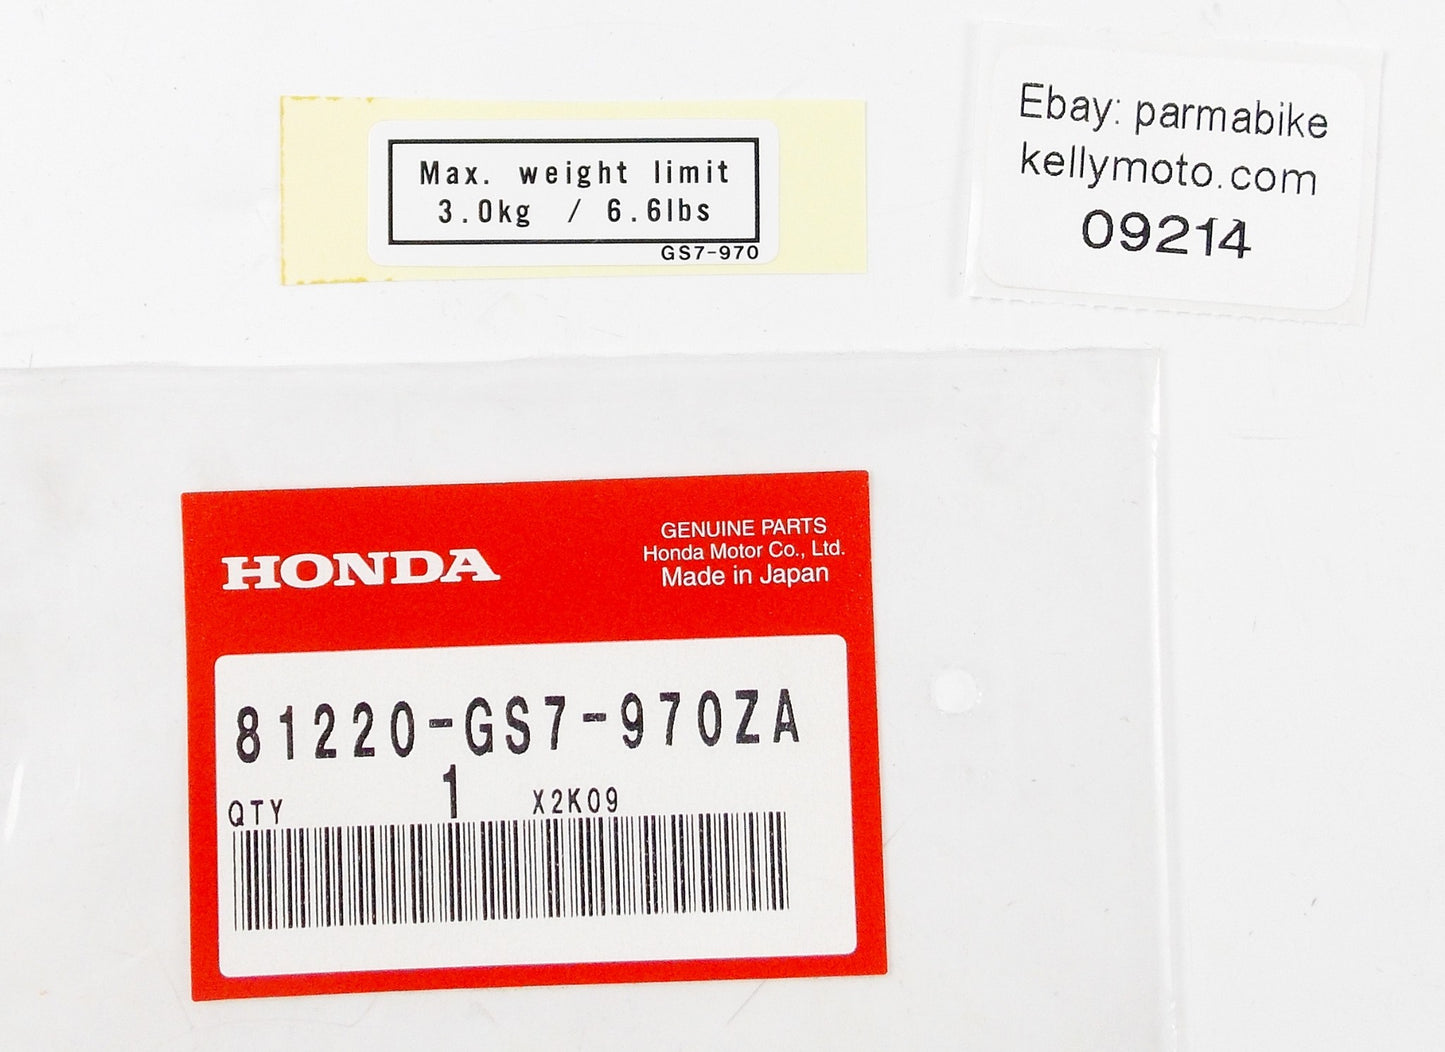 Max. weight limit
3.0kg / 6.6lbs
GS7-970
Ebay: parmabike
kellymoto.com
09214
HONDA
GENUINE PARTS
Honda Motor Co., Ltd.
Made in Japan
81220-GS7-970ZA
QTY 1 X2K09